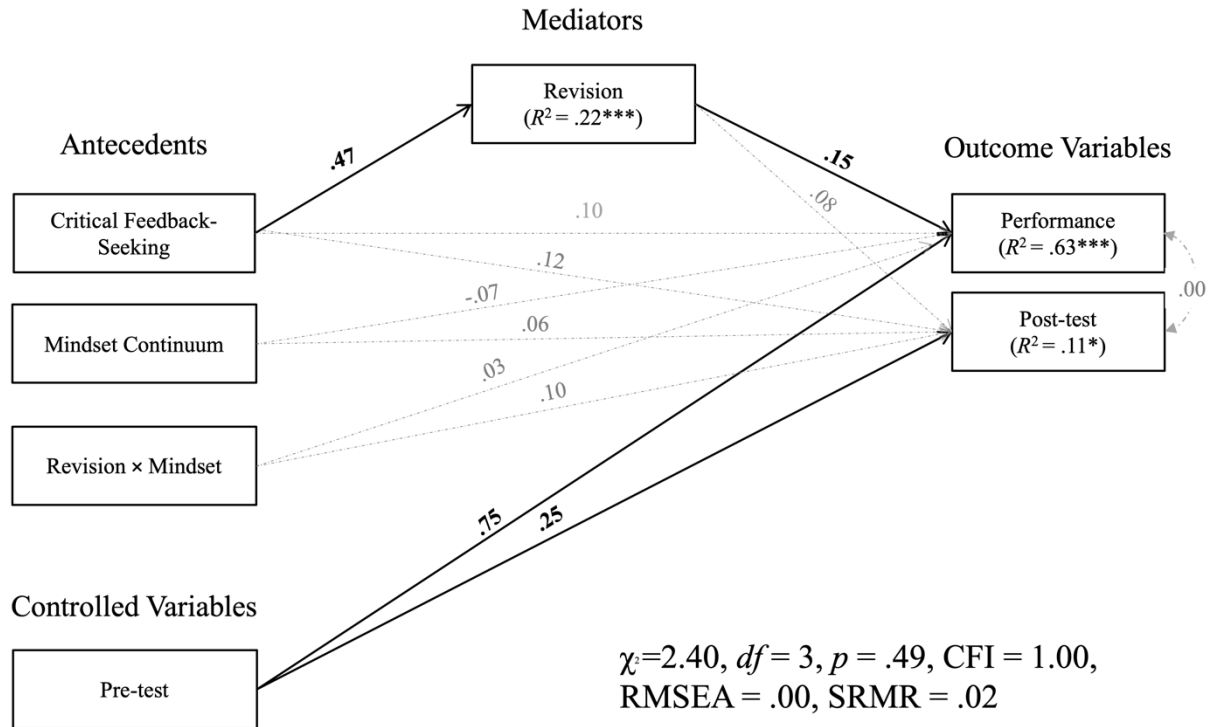 Mediators
Revision
(R² = .22***)
Antecedents
Outcome Variables
.47
.15
.08
Critical Feedback-
Seeking
.10
Performance
(R² = .63***)
.12
-.07
.00
Mindset Continuum
.06
Post-test
(R² = .11*)
.03
.10
Revision × Mindset
.75
.25
Controlled Variables
Pre-test
χ²=2.40, df = 3, p = .49, CFI = 1.00,
RMSEA = .00, SRMR = .02